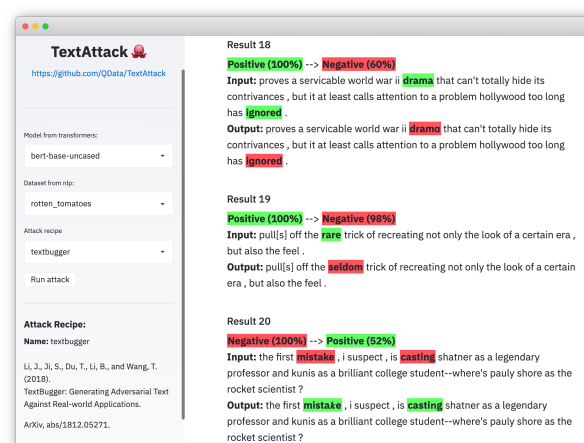 TextAttack 🐙
https://github.com/QData/TextAttack
Model from transformers:
bert-base-uncased
Dataset from nlp:
rotten_tomatoes
Attack recipe
textbugger
Run attack
Attack Recipe:
Name: textbugger
Li, J., Ji, S., Du, T., Li, B., and Wang, T.
(2018).
TextBugger: Generating Adversarial Text
Against Real-world Applications.
ArXiv, abs/1812.05271.
Result 18
Positive (100%) --> Negative (60%)
Input: proves a servicable world war ii drama that can't totally hide its
contrivances , but it at least calls attention to a problem hollywood too long
has ignored .
Output: proves a servicable world war ii dramɑ that can't totally hide its
contrivances , but it at least calls attention to a problem hollywood too long
has ignored .
Result 19
Positive (100%) --> Negative (98%)
Input: pull[s] off the rare trick of recreating not only the look of a certain era ,
but also the feel .
Output: pull[s] off the seldom trick of recreating not only the look of a certain
era , but also the feel .
Result 20
Negative (100%) --> Positive (52%)
Input: the first mistake , i suspect , is casting shatner as a legendary
professor and kunis as a brilliant college student--where's pauly shore as the
rocket scientist ?
Output: the first mistake , i suspect , is casting shatner as a legendary
professor and kunis as a brilliant college student--where's pauly shore as the
rocket scientist ?